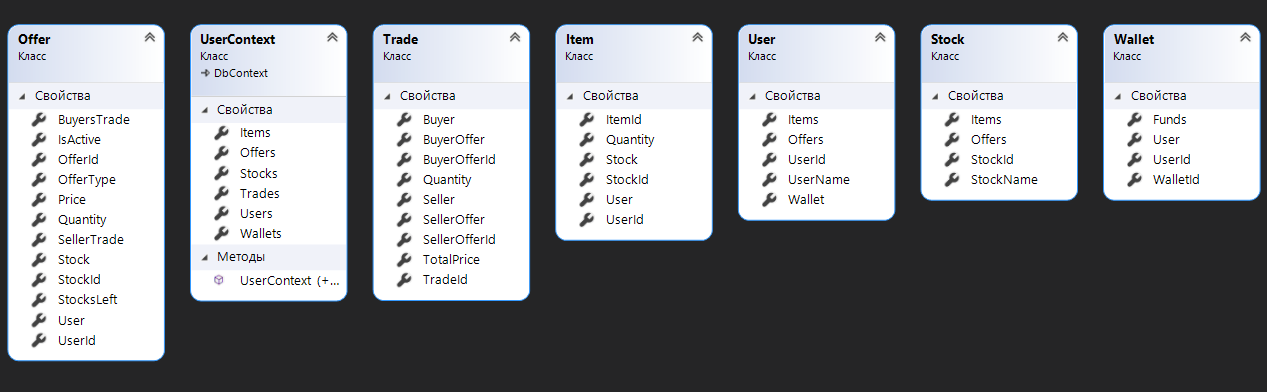 Offer
Класс
Свойства
BuyersTrade
IsActive
OfferId
OfferType
Price
Quantity
SellerTrade
Stock
StockId
StocksLeft
User
UserId
UserContext
Класс
DbContext
Свойства
Items
Offers
Stocks
Trades
Users
Wallets
Методы
UserContext (+...
Trade
Класс
Свойства
Buyer
BuyerOffer
BuyerOfferId
Quantity
Seller
SellerOffer
SellerOfferId
TotalPrice
TradeId
Item
Класс
Свойства
ItemId
Quantity
Stock
StockId
User
UserId
User
Класс
Свойства
Items
Offers
UserId
UserName
Wallet
Stock
Класс
Свойства
Items
Offers
StockId
StockName
Wallet
Класс
Свойства
Funds
User
UserId
WalletId